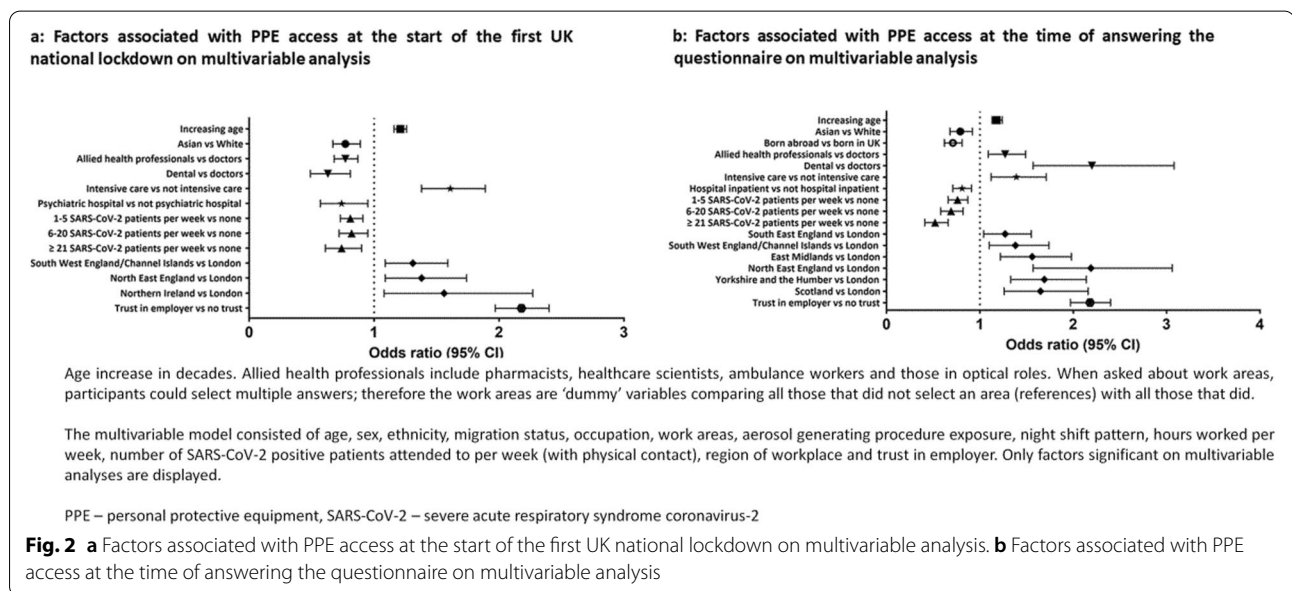 a: Factors associated with PPE access at the start of the first UK
national lockdown on multivariable analysis
Increasing age
Asian vs White
Allied health professionals vs doctors
Dental vs doctors
Intensive care vs not intensive care
Psychiatric hospital vs not psychiatric hospital
1-5 SARS-CoV-2 patients per week vs none
6-20 SARS-CoV-2 patients per week vs none
≥ 21 SARS-CoV-2 patients per week vs none
South West England/Channel Islands vs London
North East England vs London
Northern Ireland vs London
Trust in employer vs no trust
0 1 2 3
Odds ratio (95% CI)
b: Factors associated with PPE access at the time of answering the
questionnaire on multivariable analysis
Increasing age
Asian vs White
Born abroad vs born in UK
Allied health professionals vs doctors
Dental vs doctors
Intensive care vs not intensive care
Hospital inpatient vs not hospital inpatient
1-5 SARS-CoV-2 patients per week vs none
6-20 SARS-CoV-2 patients per week vs none
≥ 21 SARS-CoV-2 patients per week vs none
South East England vs London
South West England/Channel Islands vs London
East Midlands vs London
North East England vs London
Yorkshire and the Humber vs London
Scotland vs London
Trust in employer vs no trust
0 1 2 3 4
Odds ratio (95% CI)
Age increase in decades. Allied health professionals include pharmacists, healthcare scientists, ambulance workers and those in optical roles. When asked about work areas,
participants could select multiple answers; therefore the work areas are ‘dummy’ variables comparing all those that did not select an area (references) with all those that did.
The multivariable model consisted of age, sex, ethnicity, migration status, occupation, work areas, aerosol generating procedure exposure, night shift pattern, hours worked per
week, number of SARS-CoV-2 positive patients attended to per week (with physical contact), region of workplace and trust in employer. Only factors significant on multivariable
analyses are displayed.
PPE – personal protective equipment, SARS-CoV-2 – severe acute respiratory syndrome coronavirus-2
Fig. 2 a Factors associated with PPE access at the start of the first UK national lockdown on multivariable analysis. b Factors associated with PPE
access at the time of answering the questionnaire on multivariable analysis